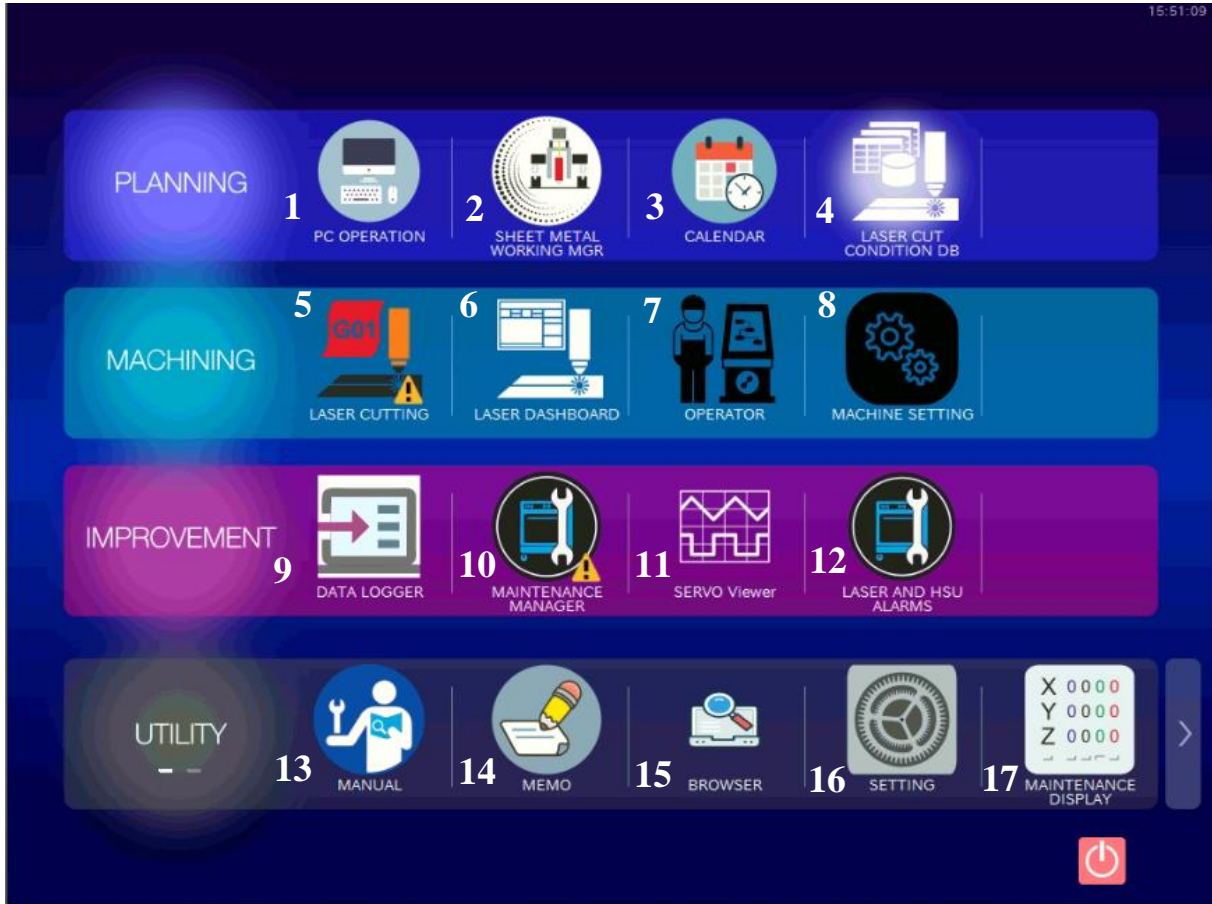 15:51:09
PLANNING
1
PC OPERATION
2
SHEET METAL
WORKING MGR
3
CALENDAR
4
LASER CUT
CONDITION DB
MACHINING
5
G01
LASER CUTTING
6
LASER DASHBOARD
7
OPERATOR
8
MACHINE SETTING
IMPROVEMENT
9
DATA LOGGER
10
MAINTENANCE
MANAGER
11
SERVO Viewer
12
LASER AND HSU
ALARMS
UTILITY
13
MANUAL
14
MEMO
15
BROWSER
16
SETTING
17
X 0000
Y 0000
Z 0000
MAINTENANCE
DISPLAY